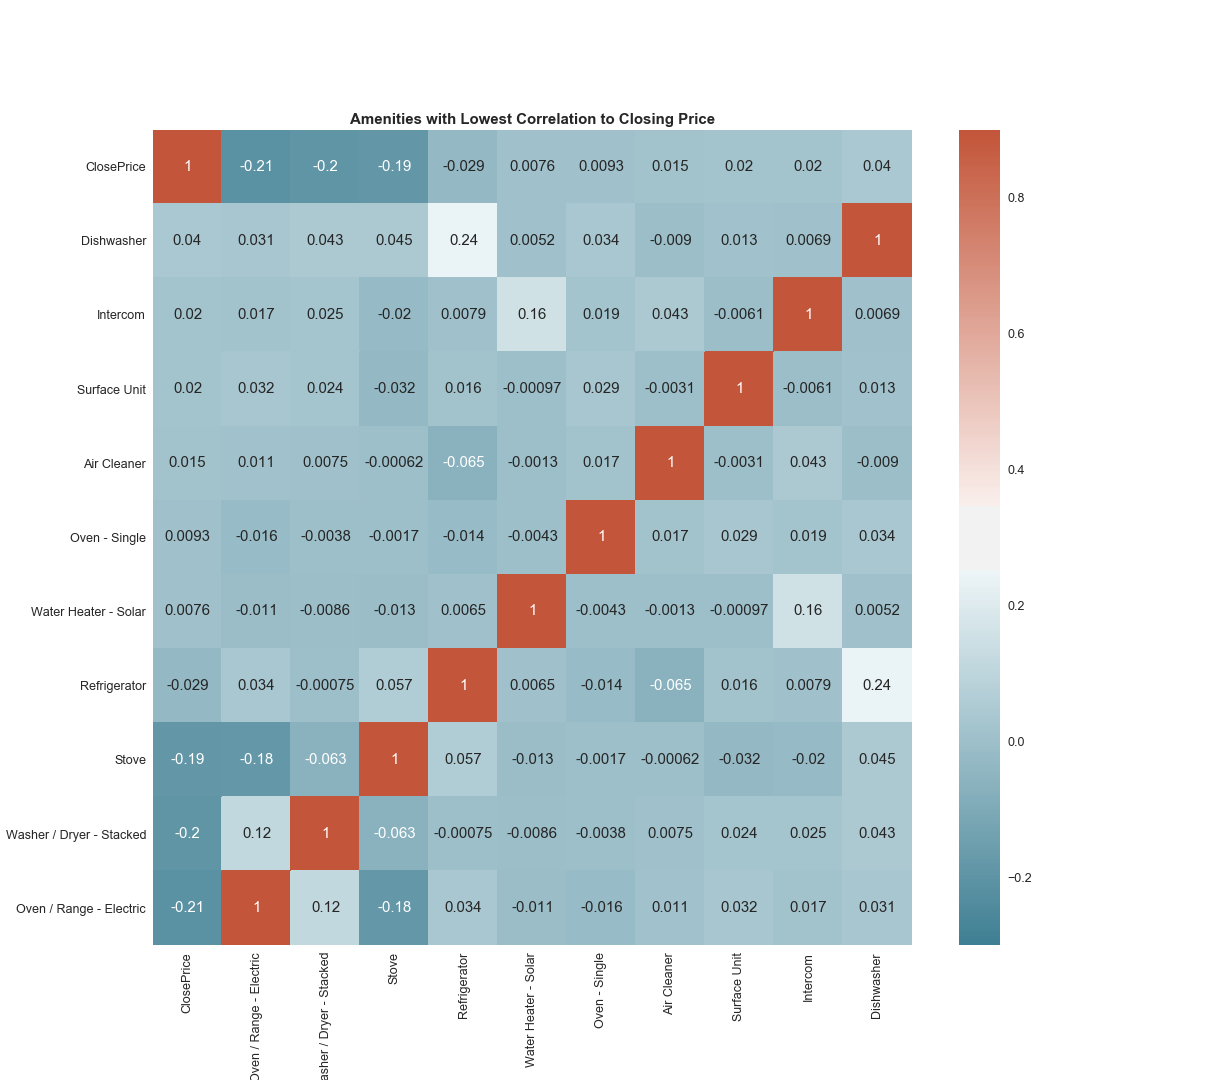 Amenities with Lowest Correlation to Closing Price
ClosePrice 1 -0.21 -0.2 -0.19 -0.029 0.0076 0.0093 0.015 0.02 0.02 0.04
Dishwasher 0.04 0.031 0.043 0.045 0.24 0.0052 0.034 -0.009 0.013 0.0069 1
Intercom 0.02 0.017 0.025 -0.02 0.0079 0.16 0.019 0.043 -0.0061 1 0.0069
Surface Unit 0.02 0.032 0.024 -0.032 0.016 -0.00097 0.029 -0.0031 1 -0.0061 0.013
Air Cleaner 0.015 0.011 0.0075 -0.00062 -0.065 -0.0013 0.017 1 -0.0031 0.043 -0.009
Oven - Single 0.0093 -0.016 -0.0038 -0.0017 -0.014 -0.0043 1 0.017 0.029 0.019 0.034
Water Heater - Solar 0.0076 -0.011 -0.0086 -0.013 0.0065 1 -0.0043 -0.0013 -0.00097 0.16 0.0052
Refrigerator -0.029 0.034 -0.00075 0.057 1 0.0065 -0.014 -0.065 0.016 0.0079 0.24
Stove -0.19 -0.18 -0.063 1 0.057 -0.013 -0.0017 -0.00062 -0.032 -0.02 0.045
Washer / Dryer - Stacked -0.2 0.12 1 -0.063 -0.00075 -0.0086 -0.0038 0.0075 0.024 0.025 0.043
Oven / Range - Electric -0.21 1 0.12 -0.18 0.034 -0.011 -0.016 0.011 0.032 0.017 0.031
ClosePrice
Oven / Range - Electric
asher / Dryer - Stacked
Stove
Refrigerator
Water Heater - Solar
Oven - Single
Air Cleaner
Surface Unit
Intercom
Dishwasher
0.8
0.6
0.4
0.2
0.0
−0.2